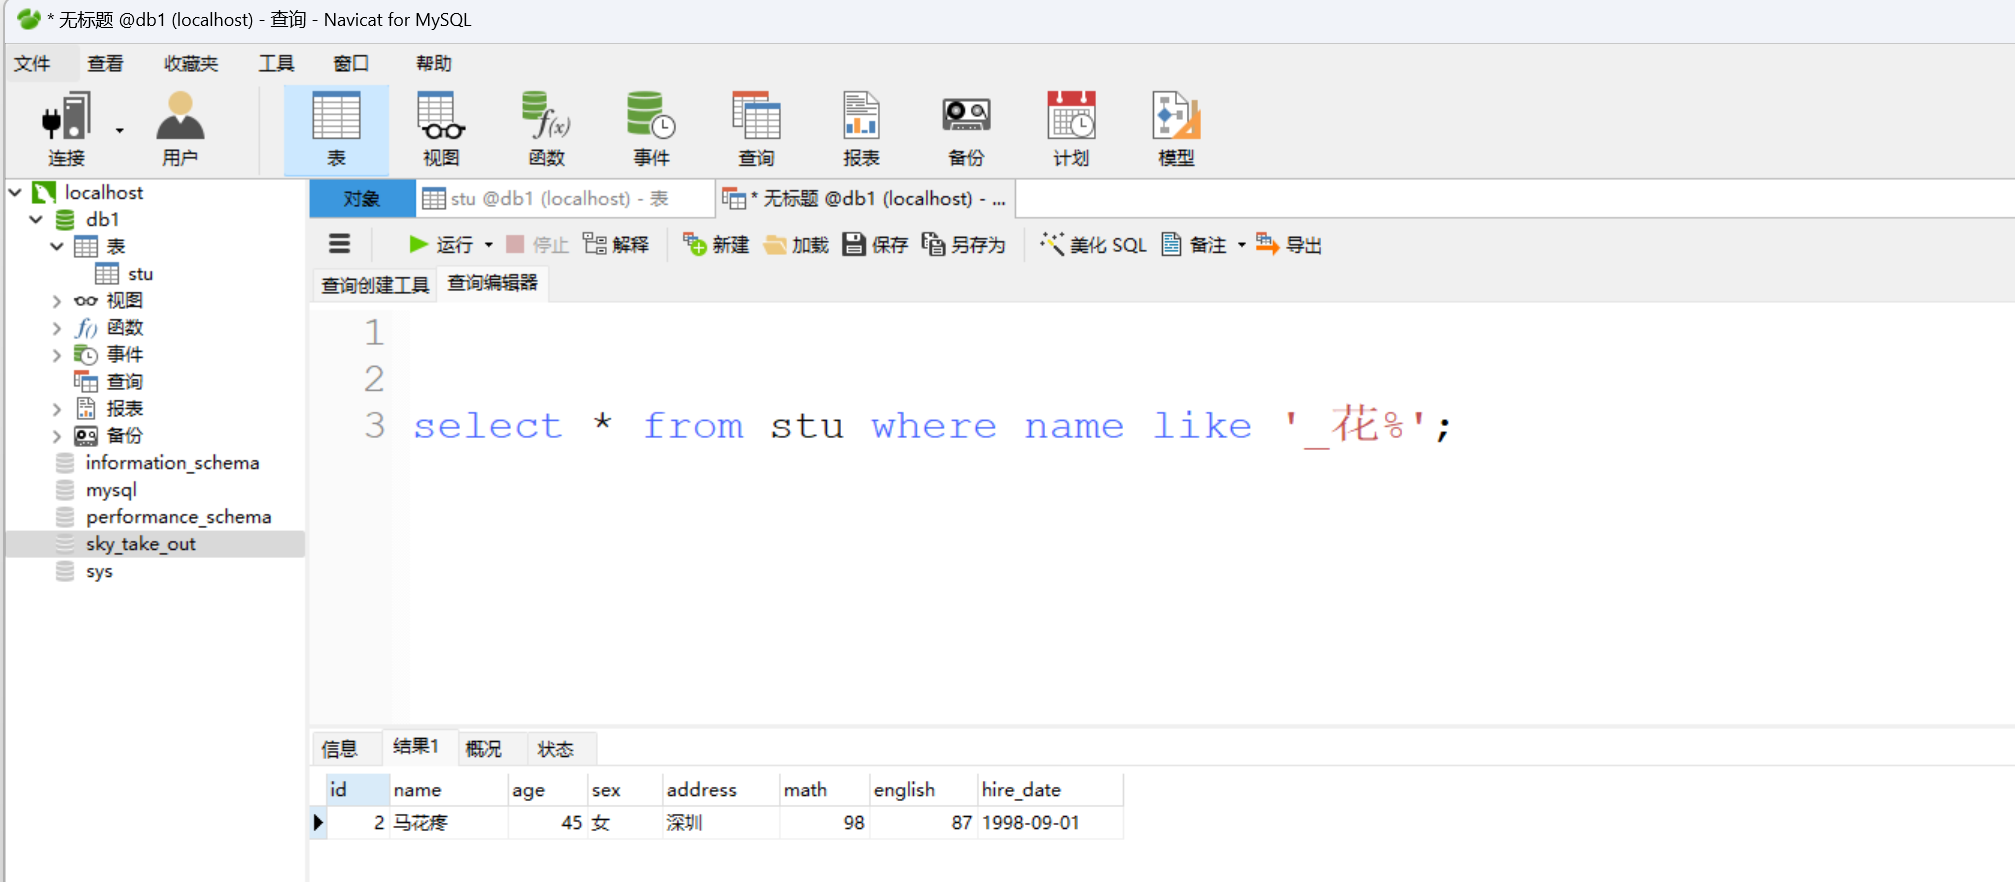 * 无标题 @db1 (localhost) - 查询 - Navicat for MySQL
文件 查看 收藏夹 工具 窗口 帮助
连接 用户 表 视图 函数 事件 查询 报表 备份 计划 模型
localhost
db1
表
stu
视图
函数
事件
查询
报表
备份
information_schema
mysql
performance_schema
sky_take_out
sys
对象 stu @db1 (localhost) - 表 * 无标题 @db1 (localhost) - ...
运行 停止 解释 新建 加载 保存 另存为 美化 SQL 备注 导出
查询创建工具 查询编辑器
1
2
3 select * from stu where name like '_花%';
信息 结果1 概况 状态
id name age sex address math english hire_date
2 马花疼 45 女 深圳 98 87 1998-09-01